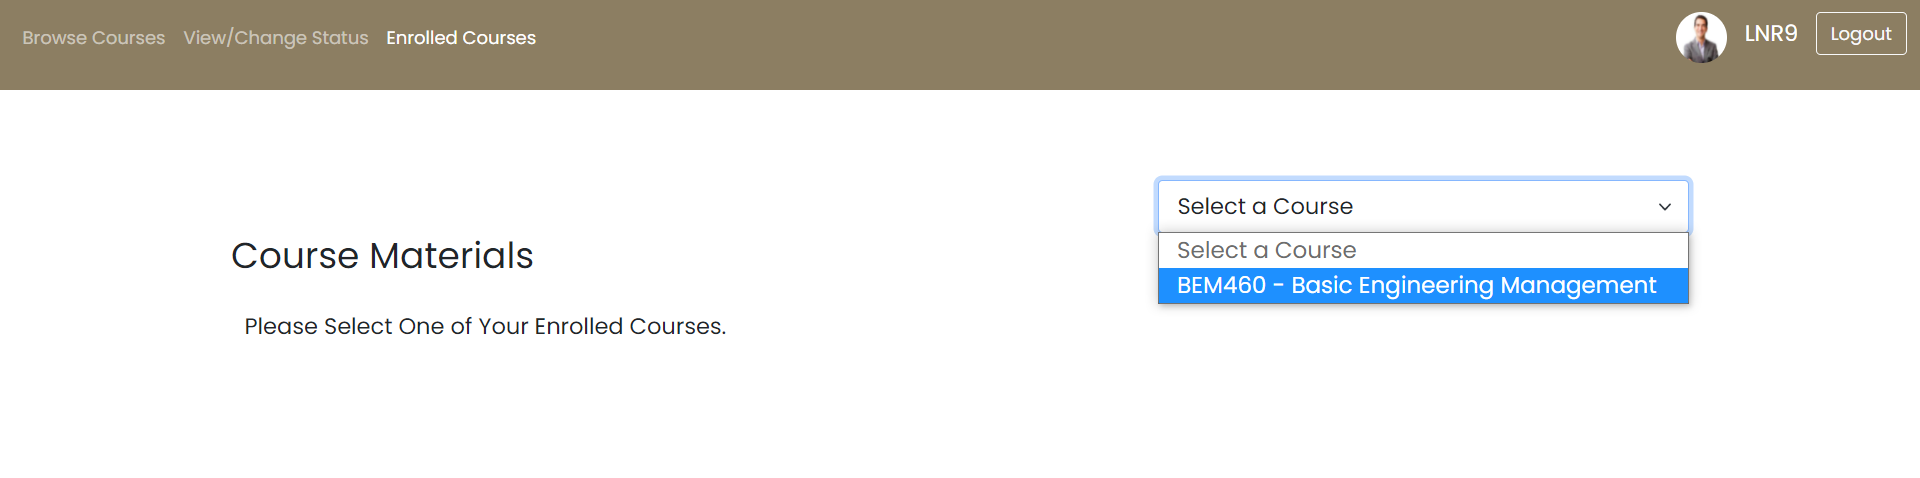 Browse Courses View/Change Status Enrolled Courses LNR9 Logout
Select a Course
Select a Course
BEM460 - Basic Engineering Management
Course Materials
Please Select One of Your Enrolled Courses.